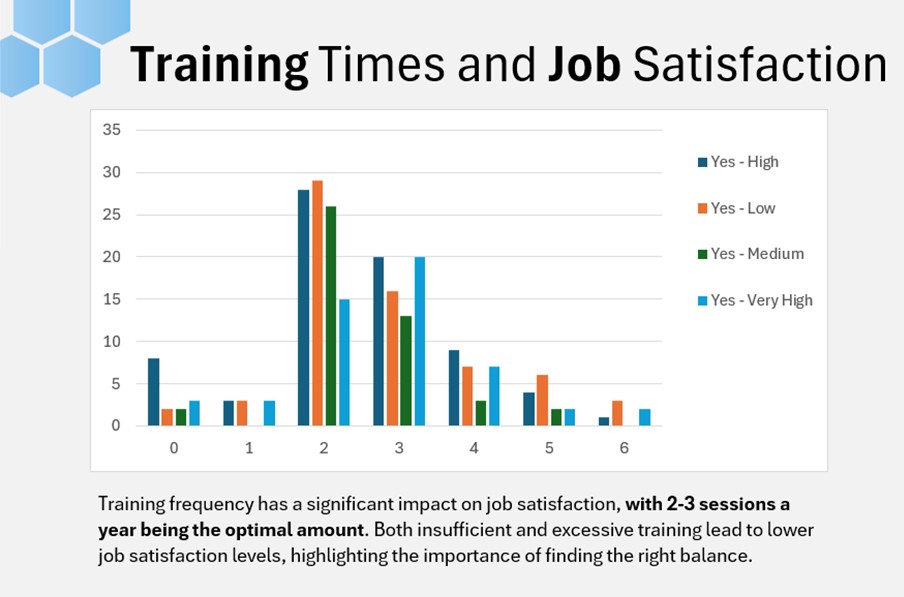 Training Times and Job Satisfaction
35
30
25
20
15
10
5
0
0 1 2 3 4 5 6
Yes - High
Yes - Low
Yes - Medium
Yes - Very High
Training frequency has a significant impact on job satisfaction, with 2-3 sessions a
year being the optimal amount. Both insufficient and excessive training lead to lower
job satisfaction levels, highlighting the importance of finding the right balance.